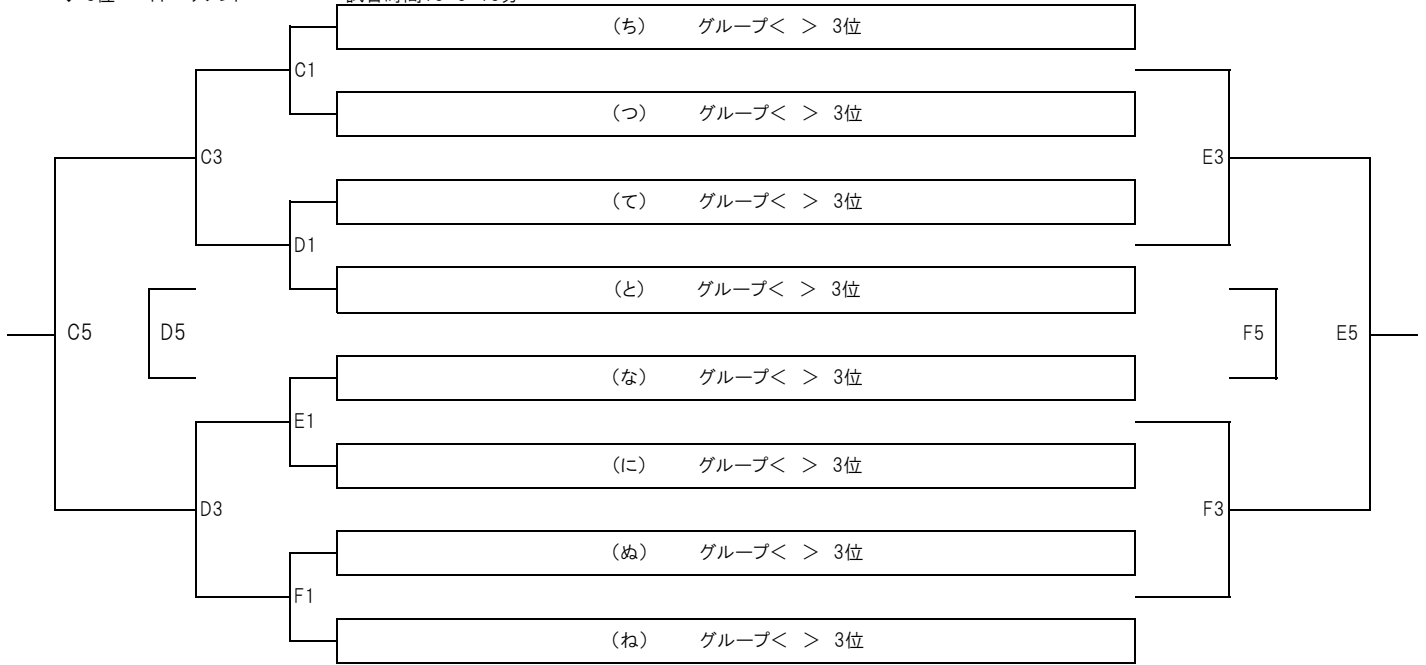 (ち) グループ< > 3位
C1
(つ) グループ< > 3位
C3
E3
(て) グループ< > 3位
D1
(と) グループ< > 3位
C5
D5
F5
E5
(な) グループ< > 3位
E1
(に) グループ< > 3位
D3
F3
(ぬ) グループ< > 3位
F1
(ね) グループ< > 3位